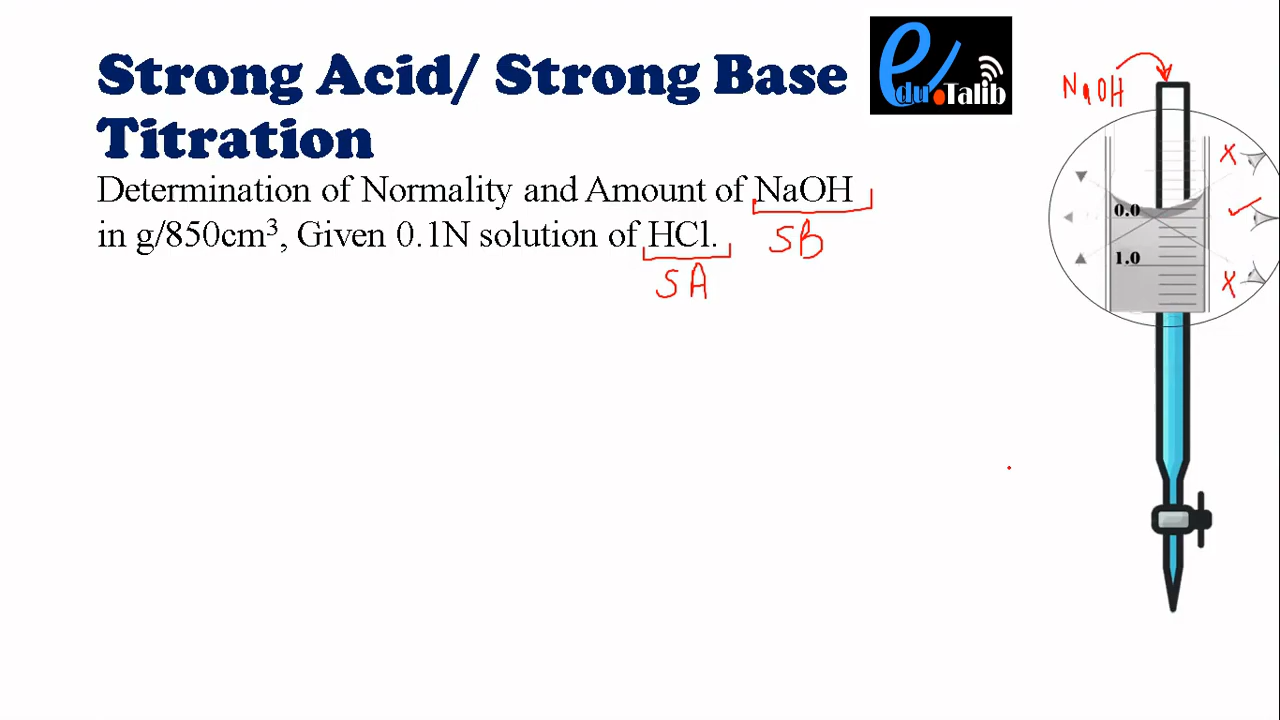 Strong Acid/ Strong Base
Titration
edu.Talib
NaOH
Determination of Normality and Amount of NaOH
in g/850cm³, Given 0.1N solution of HCl.
SB
SA
0.0
1.0
x
✓
x